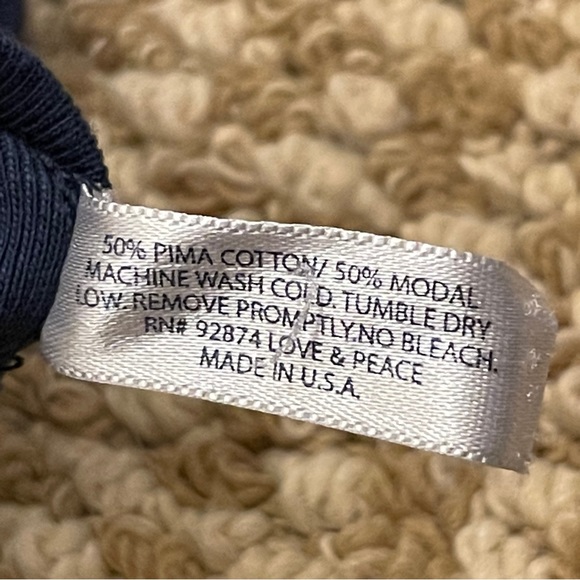 50% PIMA COTTON/ 50% MODAL
MACHINE WASH COLD. TUMBLE DRY
LOW. REMOVE PROMPTLY.NO BLEACH.
RN# 92874 LOVE & PEACE
MADE IN U.S.A.